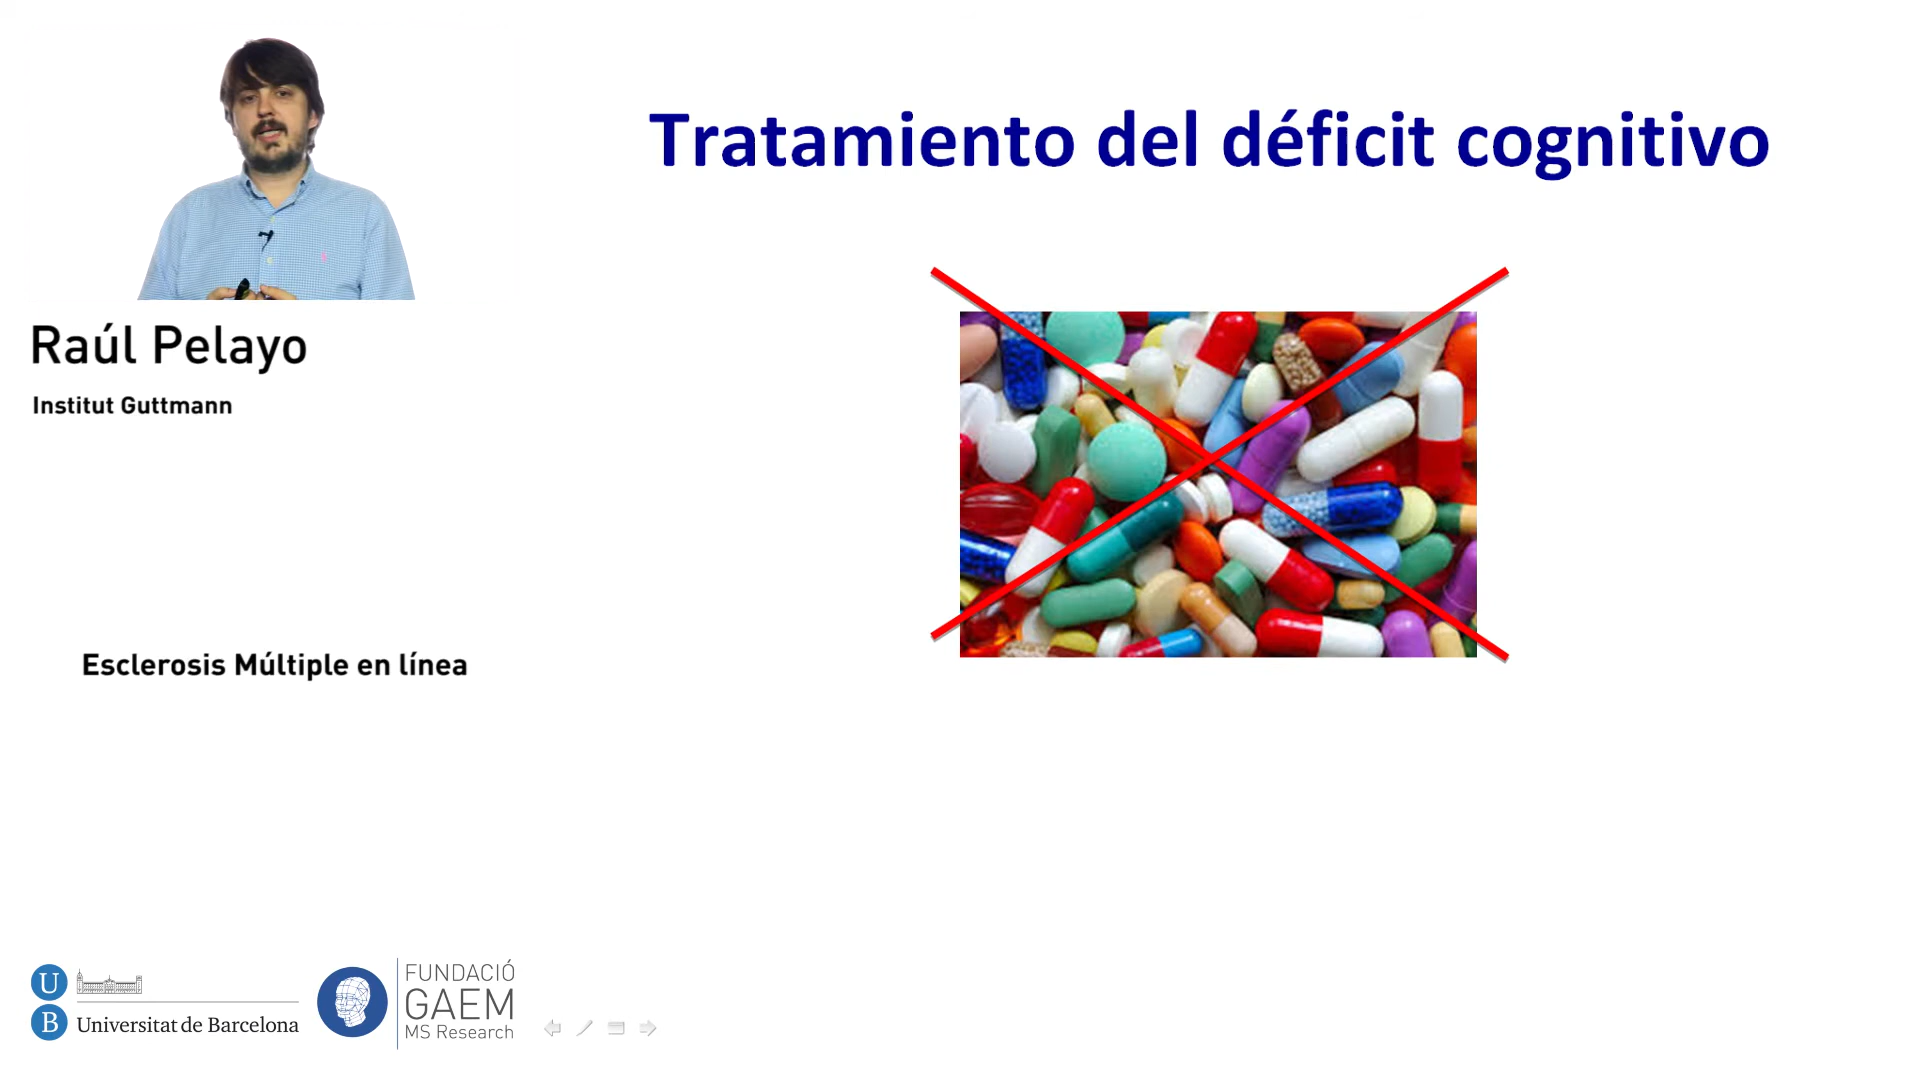 Tratamiento del déficit cognitivo
Raúl Pelayo
Institut Guttmann
Esclerosis Múltiple en línea
U
B
Universitat de Barcelona
FUNDACIÓ
GAEM
MS Research